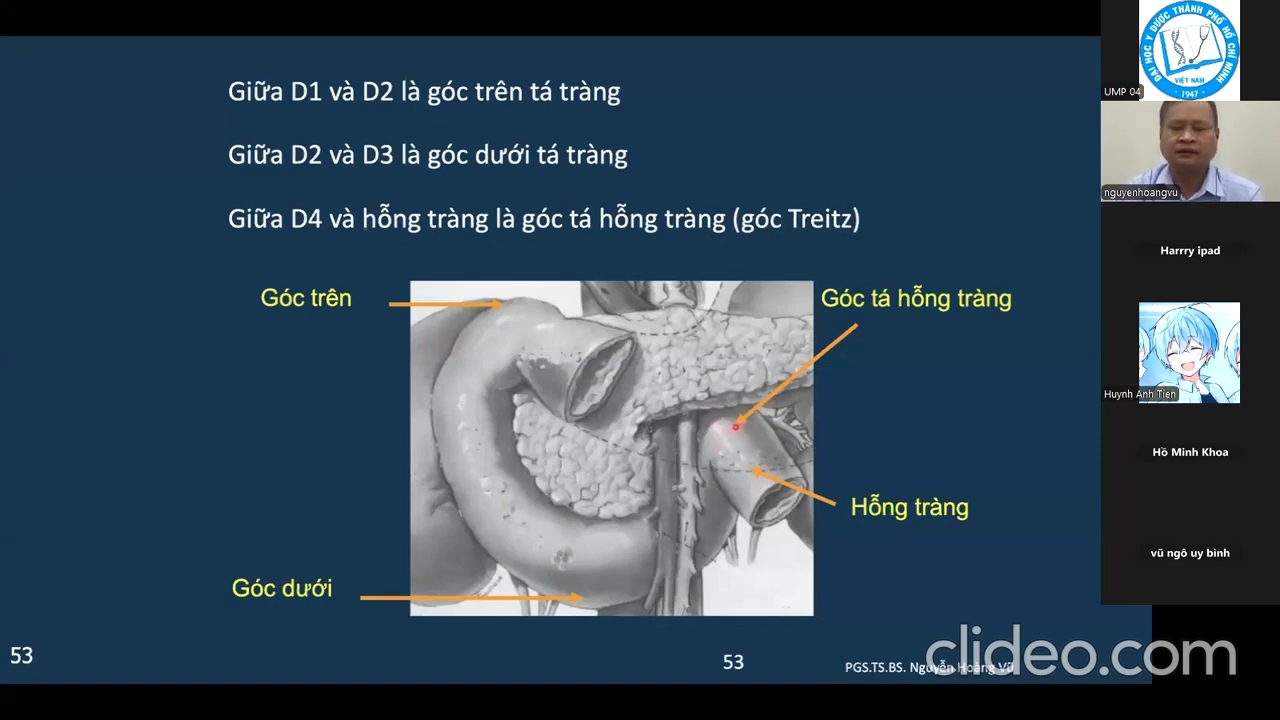 Giữa D1 và D2 là góc trên tá tràng
Giữa D2 và D3 là góc dưới tá tràng
Giữa D4 và hỗng tràng là góc tá hỗng tràng (góc Treitz)
Góc trên
Góc tá hỗng tràng
Hỗng tràng
Góc dưới
53
53
PGS.TS.BS. Nguyễn Hoàng Vũ
clideo.com
ĐẠI HỌC Y DƯỢC THÀNH PHỐ HỒ CHÍ MINH
VIỆT NAM
1947
UMP 04
nguyenhoangvu
Harrry ipad
Huynh Anh Tien
Hồ Minh Khoa
vũ ngô uy bình